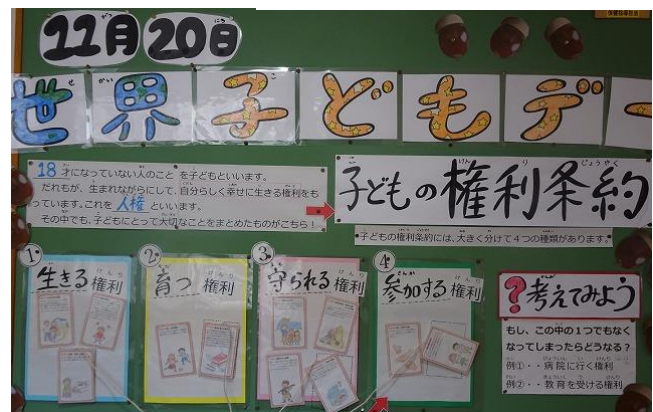 11月20日
世界子どもデー
18才になっていない人のことを子どもといいます。
だれもが、生まれながらにして、自分らしく幸せに生きる権利をも
っています。これを人権といいます。
その中でも、子どもにとって大切なことをまとめたものがこちら!
子どもの権利条約
子どもの権利条約には、大きく分けて4つの種類があります。
1.
生きる権利
2.
育つ権利
3.
守られる権利
4.
参加する権利
?考えてみよう
もし、この中の1つでもなく
なってしまったらどうなる?
例①・・病院に行く権利
例②・・教育を受ける権利